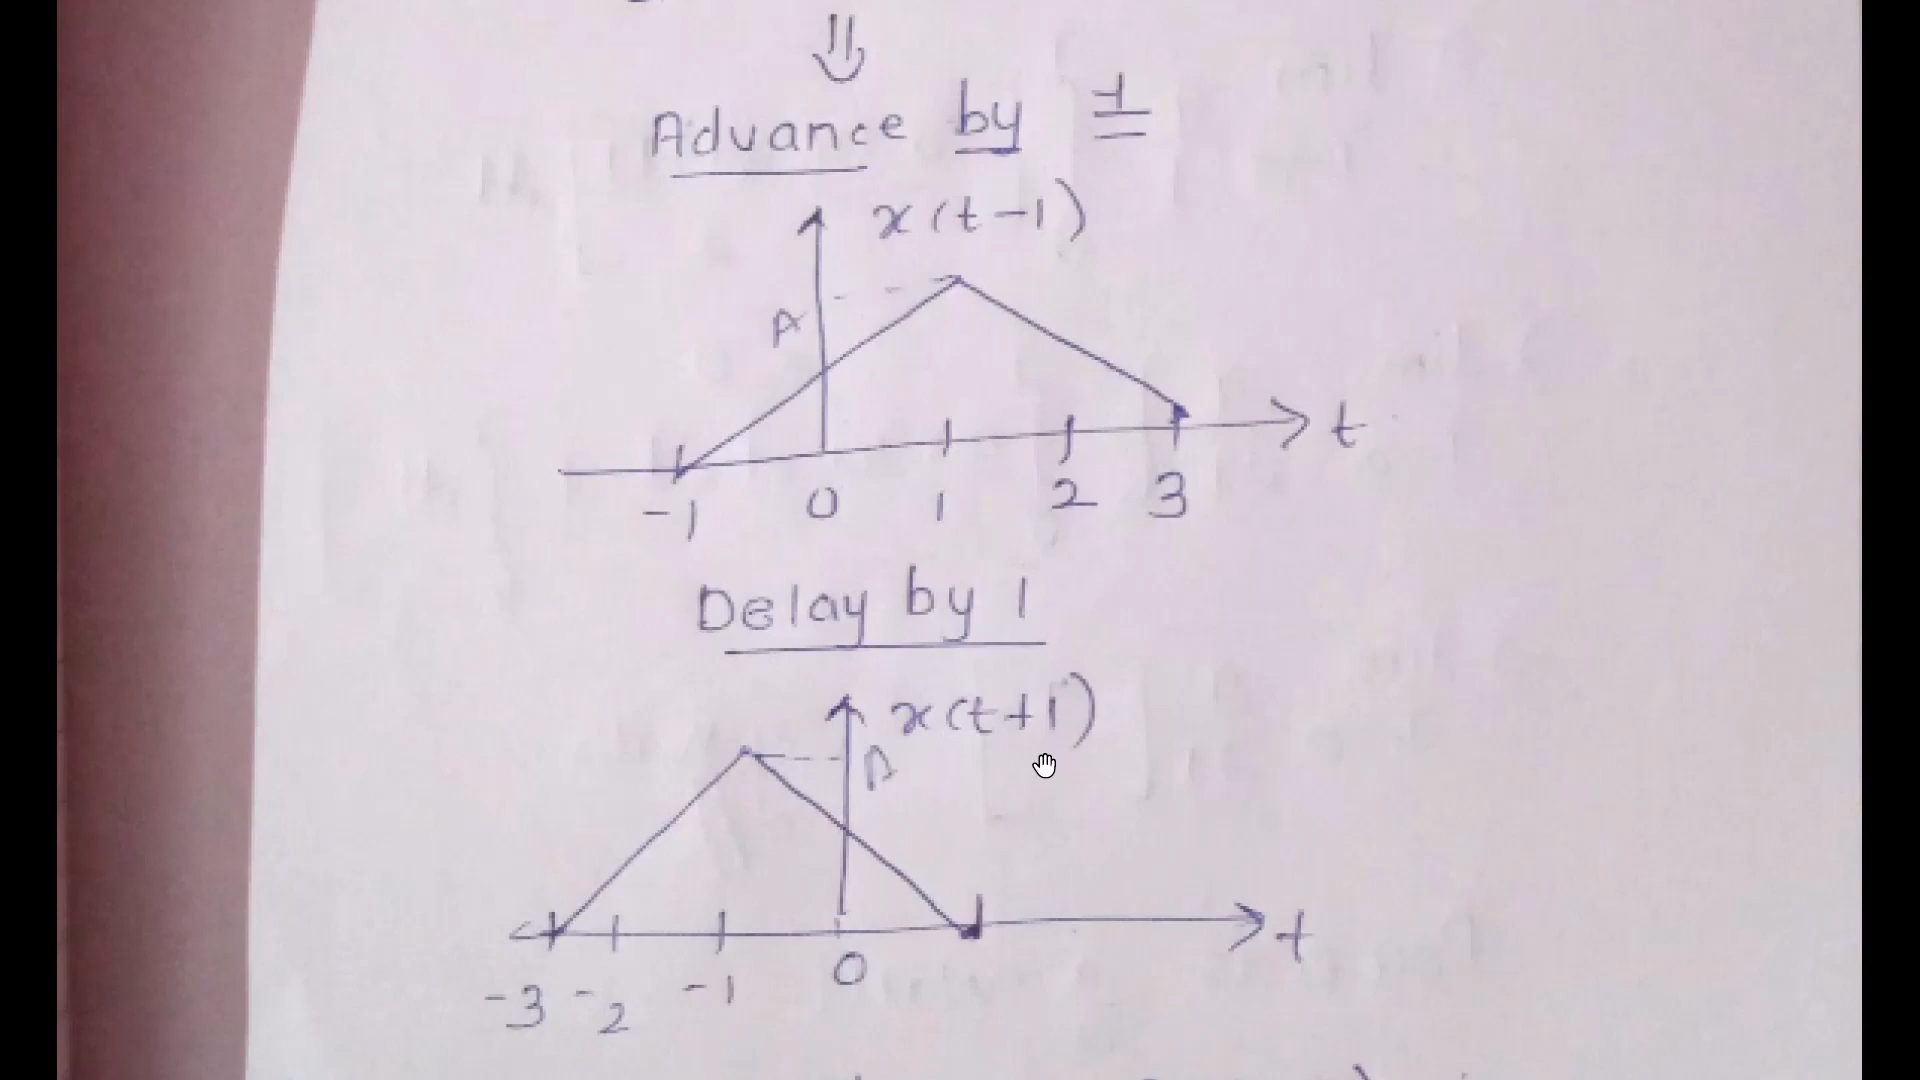 Advance by 1
x(t-1)
A
t
-1 0 1 2 3
Delay by 1
x(t+1)
A
t
-3 -2 -1 0